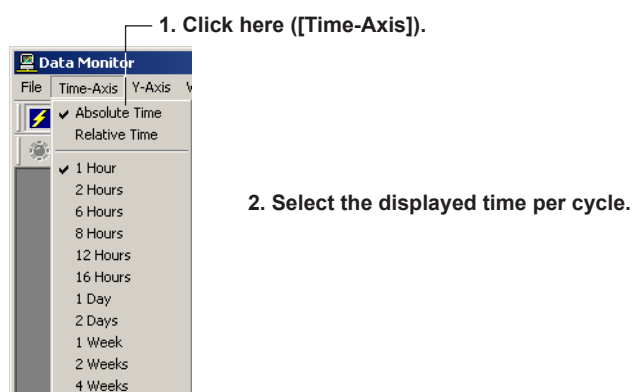 1. Click here ([Time-Axis]).
Data Monitor
File Time-Axis Y-Axis
✓ Absolute Time
Relative Time
✓ 1 Hour
2 Hours
6 Hours
2. Select the displayed time per cycle.
8 Hours
12 Hours
16 Hours
1 Day
2 Days
1 Week
2 Weeks
4 Weeks